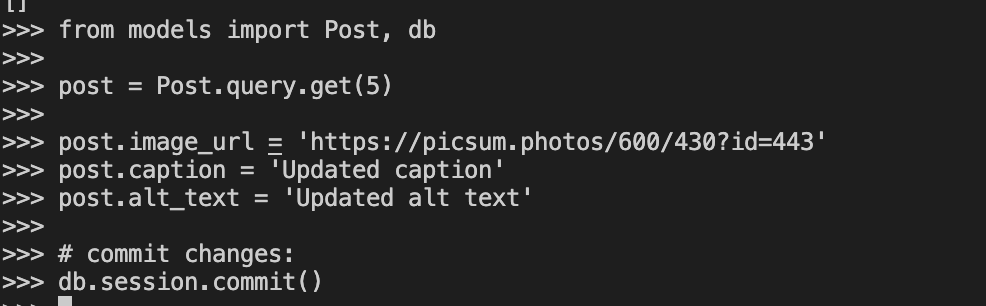 []
>>> from models import Post, db
>>>
>>> post = Post.query.get(5)
>>>
>>> post.image_url = 'https://picsum.photos/600/430?id=443'
>>> post.caption = 'Updated caption'
>>> post.alt_text = 'Updated alt text'
>>>
>>> # commit changes:
>>> db.session.commit()
>>>